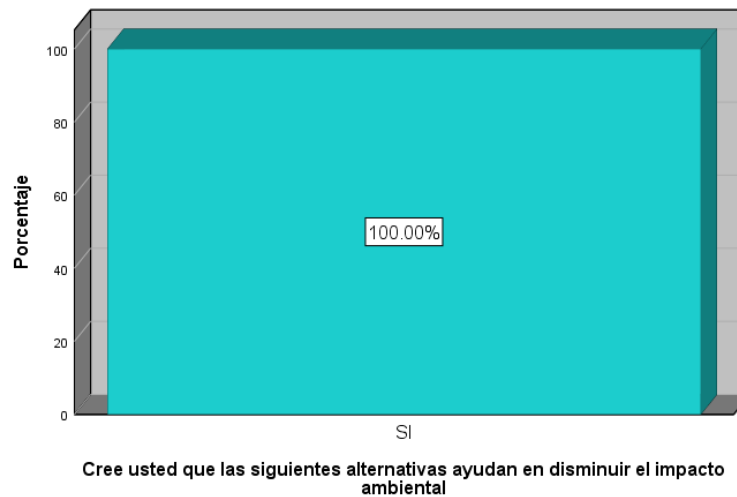 100
80
60
40
20
0
Porcentaje
100.00%
SI
Cree usted que las siguientes alternativas ayudan en disminuir el impacto
ambiental